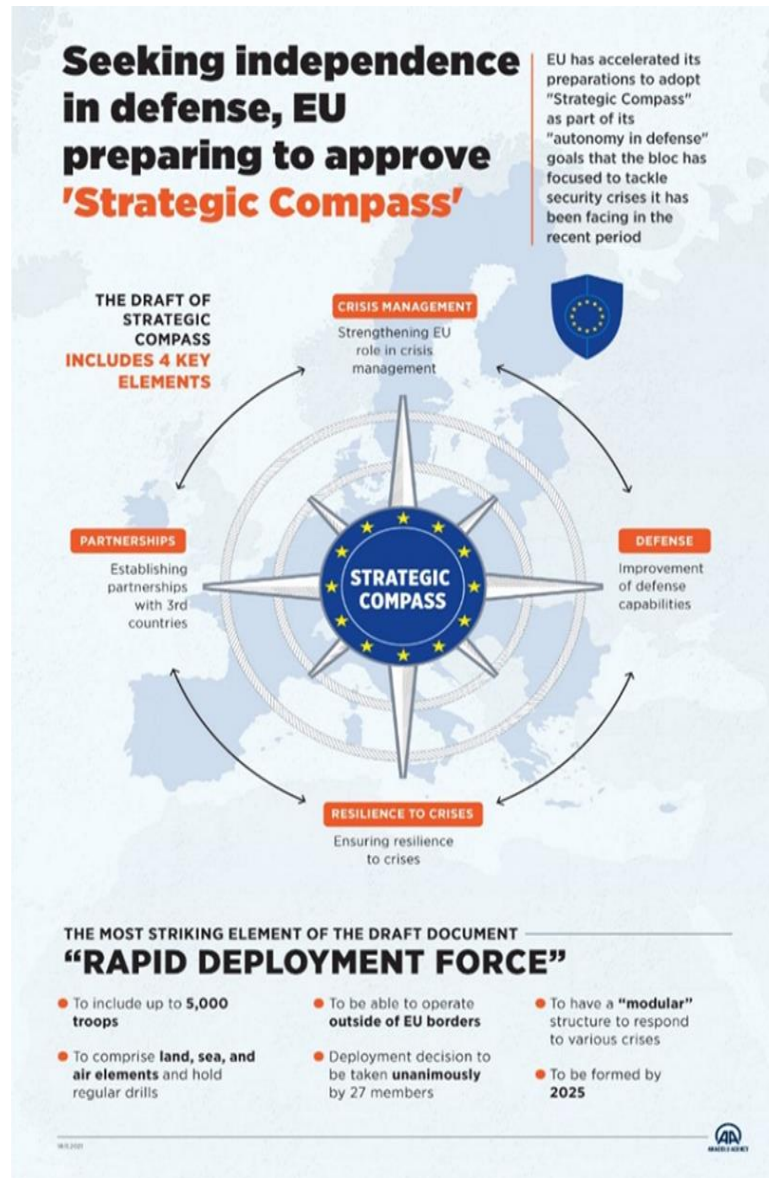 Seeking independence
in defense, EU
preparing to approve
'Strategic Compass'
EU has accelerated its
preparations to adopt
"Strategic Compass"
as part of its
"autonomy in defense"
goals that the bloc has
focused to tackle
security crises it has
been facing in the
recent period
THE DRAFT OF
STRATEGIC
COMPASS
INCLUDES 4 KEY
ELEMENTS
CRISIS MANAGEMENT
Strengthening EU
role in crisis
management
PARTNERSHIPS
Establishing
partnerships
with 3rd
countries
STRATEGIC
COMPASS
DEFENSE
Improvement
of defense
capabilities
RESILIENCE TO CRISES
Ensuring resilience
to crises
THE MOST STRIKING ELEMENT OF THE DRAFT DOCUMENT
“RAPID DEPLOYMENT FORCE”
To include up to 5,000
troops
To comprise land, sea, and
air elements and hold
regular drills
To be able to operate
outside of EU borders
Deployment decision to
be taken unanimously
by 27 members
To have a “modular”
structure to respond
to various crises
To be formed by
2025
AA
ANADOLU AGENCY